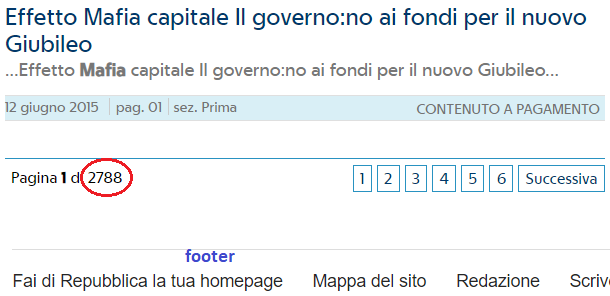 Effetto Mafia capitale Il governo:no ai fondi per il nuovo
Giubileo
...Effetto Mafia capitale Il governo:no ai fondi per il nuovo Giubileo...
12 giugno 2015 pag. 01 sez. Prima CONTENUTO A PAGAMENTO
Pagina 1 d 2788 1 2 3 4 5 6 Successiva
footer
Fai di Repubblica la tua homepage Mappa del sito Redazione Scriv